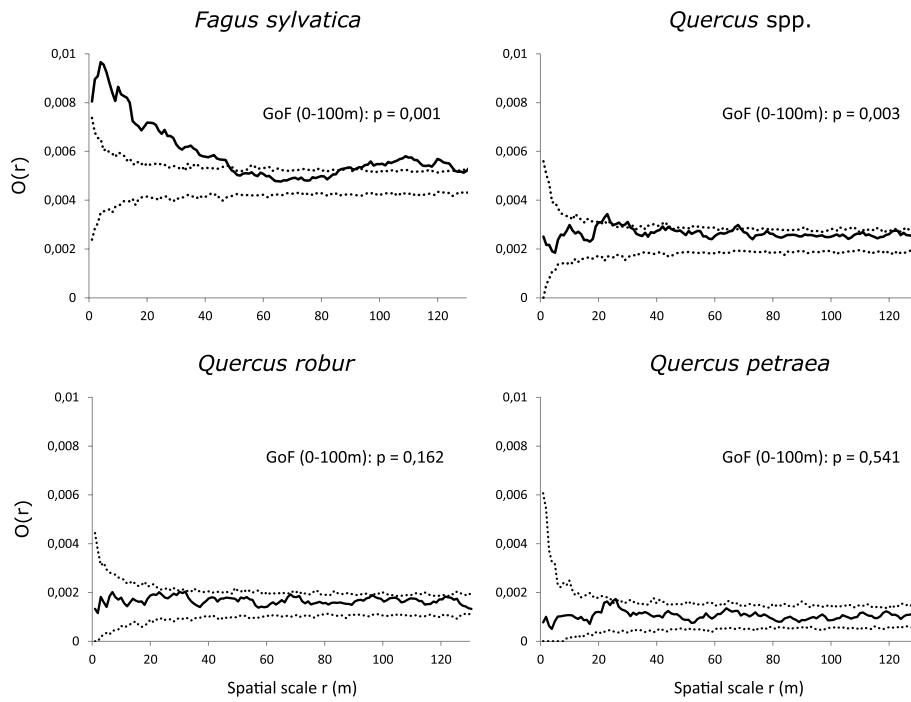 Fagus sylvatica
Quercus spp.
0,01
0,008
0,006
0,004
0,002
0
O(r)
GoF (0-100m): p = 0,001
0 20 40 60 80 100 120
0,01
0,008
0,006
0,004
0,002
0
GoF (0-100m): p = 0,003
0 20 40 60 80 100 120
Quercus robur
Quercus petraea
0,01
0,008
0,006
0,004
0,002
0
O(r)
GoF (0-100m): p = 0,162
0 20 40 60 80 100 120
Spatial scale r (m)
0,01
0,008
0,006
0,004
0,002
0
GoF (0-100m): p = 0,541
0 20 40 60 80 100 120
Spatial scale r (m)